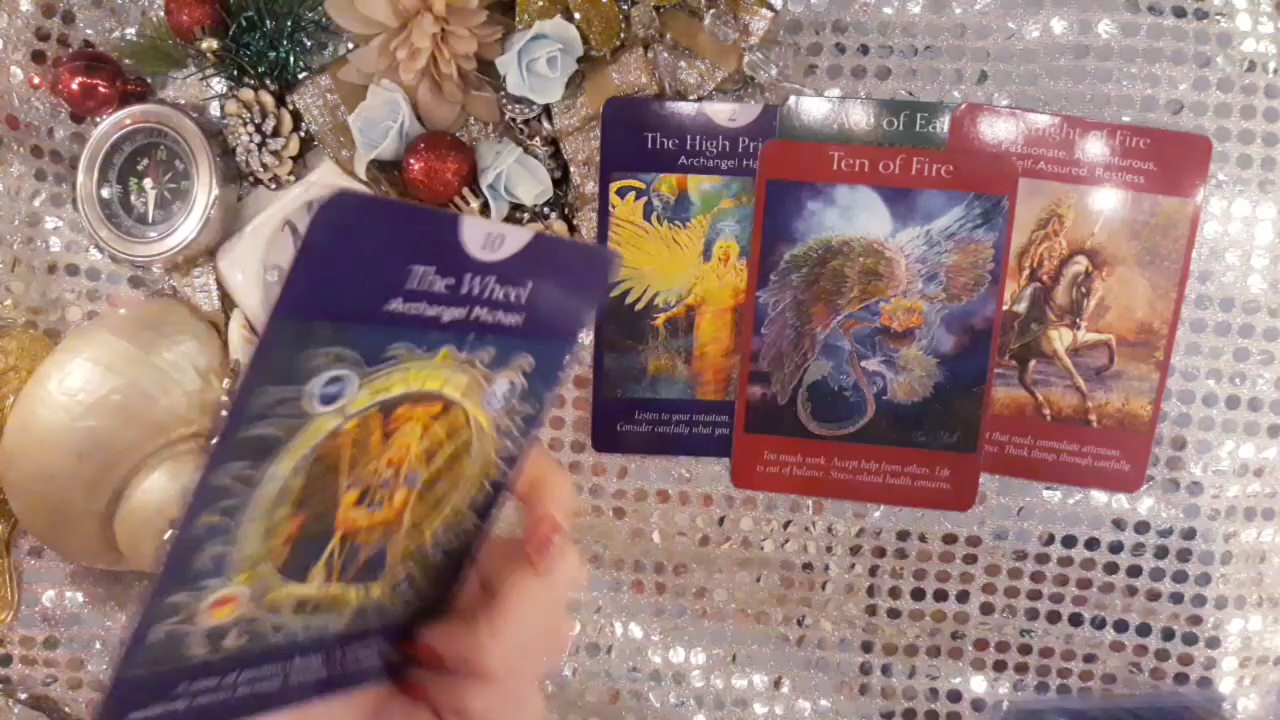 10
The Wheel
Archangel Michael
2
The High Pri
Archangel Ha
Listen to your intuition.
Consider carefully what you
Ace of Ear
Ten of Fire
Too much work. Accept help from others. Life
is out of balance. Stress-related health concerns.
Knight of Fire
Passionate, Adventurous,
Self-Assured, Restless
t that needs immediate attention.
nce. Think things through carefully
N